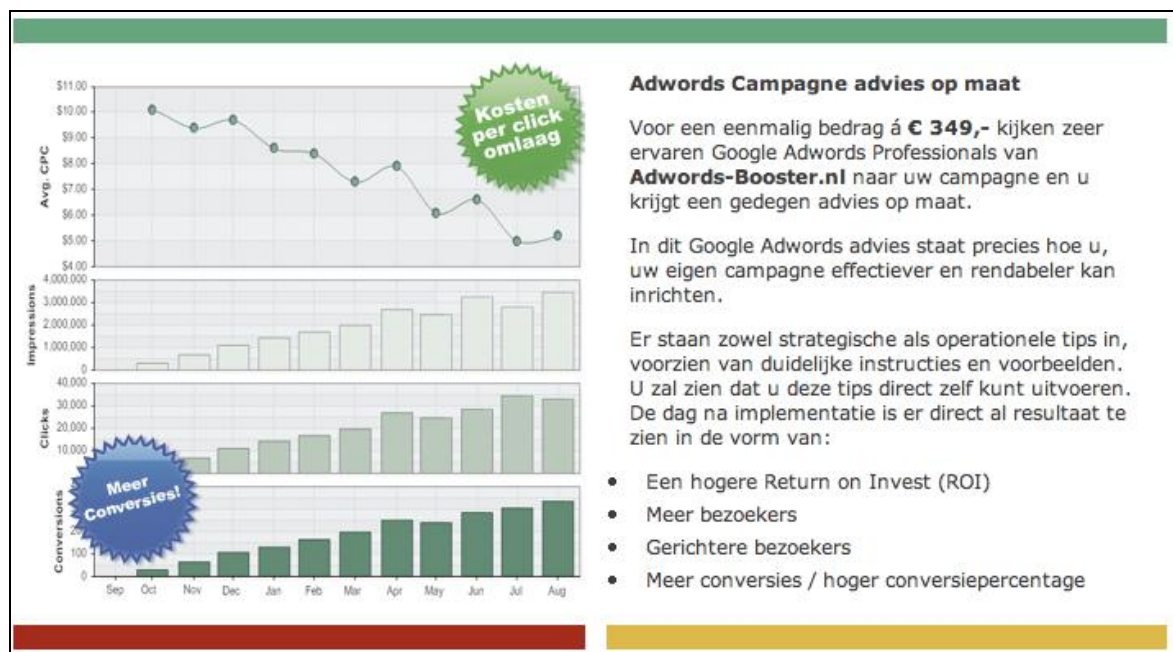 $11.00
$10.00
$9.00
$8.00
$7.00
$6.00
$5.00
$4.00
Avg. CPC
Kosten
per click
omlaag
4,000,000
3,000,000
2,000,000
1,000,000
0
Impressions
40,000
30,000
20,000
10,000
Clicks
Meer
Conversies!
100
0
Conversions
Sep Oct Nov Dec Jan Feb Mar Apr May Jun Jul Aug
Adwords Campagne advies op maat
Voor een eenmalig bedrag á € 349,- kijken zeer
ervaren Google Adwords Professionals van
Adwords-Booster.nl naar uw campagne en u
krijgt een gedegen advies op maat.
In dit Google Adwords advies staat precies hoe u,
uw eigen campagne effectiever en rendabeler kan
inrichten.
Er staan zowel strategische als operationele tips in,
voorzien van duidelijke instructies en voorbeelden.
U zal zien dat u deze tips direct zelf kunt uitvoeren.
De dag na implementatie is er direct al resultaat te
zien in de vorm van:
• Een hogere Return on Invest (ROI)
• Meer bezoekers
• Gerichtere bezoekers
• Meer conversies / hoger conversiepercentage